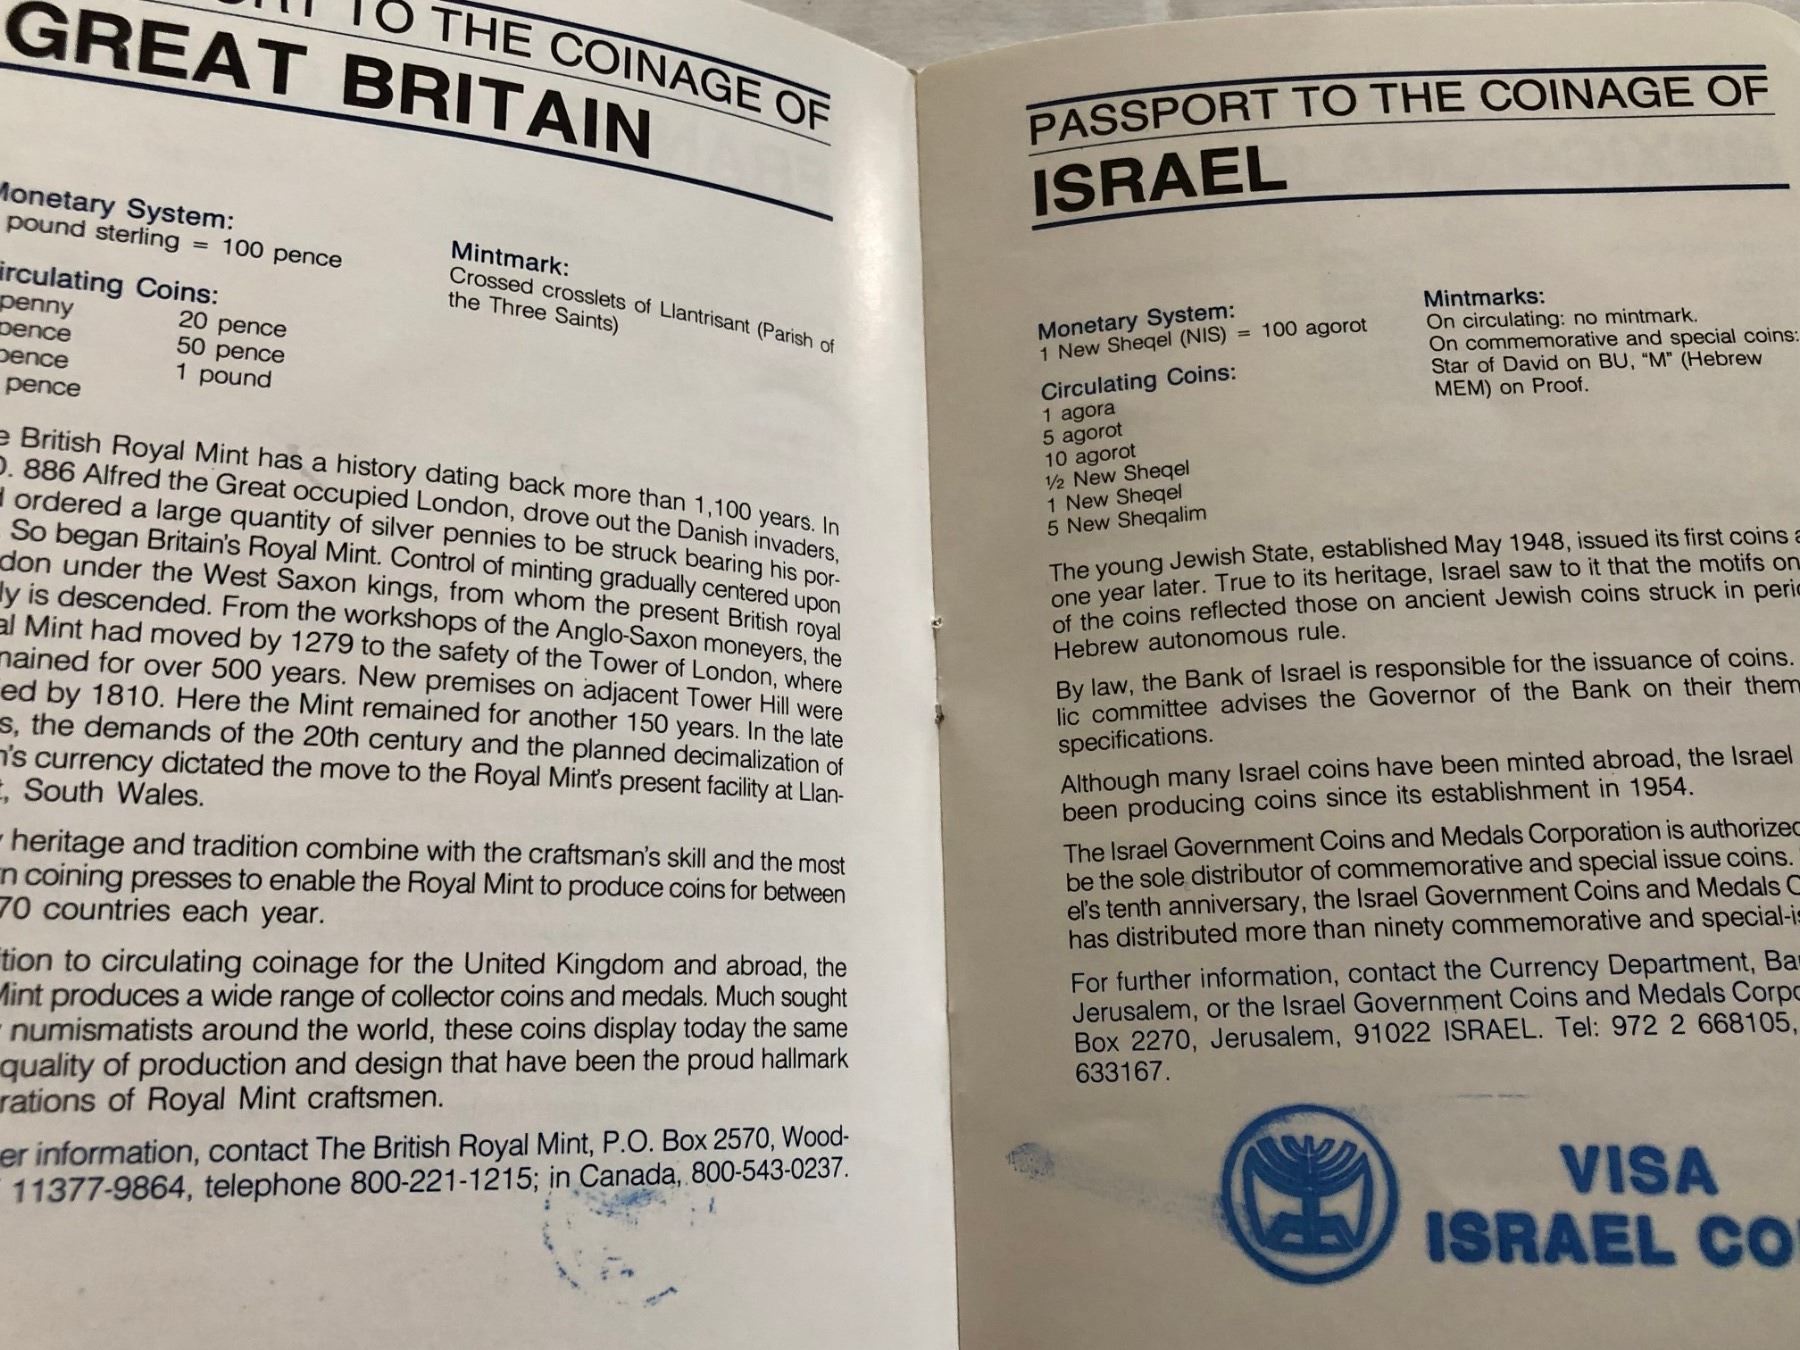 TO THE COINAGE OF
GREAT BRITAIN
Monetary System:
pound sterling = 100 pence
Circulating Coins:
penny
pence
pence
pence
20 pence
50 pence
1 pound
Mintmark:
Crossed crosslets of Llantrisant (Parish of
the Three Saints)
British Royal Mint has a history dating back more than 1,100 years. In
886 Alfred the Great occupied London, drove out the Danish invaders,
ordered a large quantity of silver pennies to be struck bearing his por-
So began Britain's Royal Mint. Control of minting gradually centered upon
don under the West Saxon kings, from whom the present British royal
ly is descended. From the workshops of the Anglo-Saxon moneyers, the
al Mint had moved by 1279 to the safety of the Tower of London, where
mained for over 500 years. New premises on adjacent Tower Hill were
ed by 1810. Here the Mint remained for another 150 years. In the late
s, the demands of the 20th century and the planned decimalization of
n's currency dictated the move to the Royal Mint's present facility at Llan-
t, South Wales.
heritage and tradition combine with the craftsman's skill and the most
n coining presses to enable the Royal Mint to produce coins for between
70 countries each year.
tion to circulating coinage for the United Kingdom and abroad, the
Mint produces a wide range of collector coins and medals. Much sought
numismatists around the world, these coins display today the same
quality of production and design that have been the proud hallmark
rations of Royal Mint craftsmen.
er information, contact The British Royal Mint, P.O. Box 2570, Wood-
11377-9864, telephone 800-221-1215; in Canada, 800-543-0237.
PASSPORT TO THE COINAGE OF
ISRAEL
Monetary System:
1 New Sheqel (NIS) = 100 agorot
Circulating Coins:
1 agora
5 agorot
10 agorot
½ New Sheqel
1 New Sheqel
5 New Sheqalim
Mintmarks:
On circulating: no mintmark.
On commemorative and special coins:
Star of David on BU, "M" (Hebrew
MEM) on Proof.
The young Jewish State, established May 1948, issued its first coins a
one year later. True to its heritage, Israel saw to it that the motifs on
of the coins reflected those on ancient Jewish coins struck in perio
Hebrew autonomous rule.
By law, the Bank of Israel is responsible for the issuance of coins.
lic committee advises the Governor of the Bank on their them
specifications.
Although many Israel coins have been minted abroad, the Israel
been producing coins since its establishment in 1954.
The Israel Government Coins and Medals Corporation is authorized
be the sole distributor of commemorative and special issue coins.
el's tenth anniversary, the Israel Government Coins and Medals C
has distributed more than ninety commemorative and special-is
For further information, contact the Currency Department, Ba
Jerusalem, or the Israel Government Coins and Medals Corpo
Box 2270, Jerusalem, 91022 ISRAEL. Tel: 972 2 668105,
633167.
VISA
ISRAEL CO